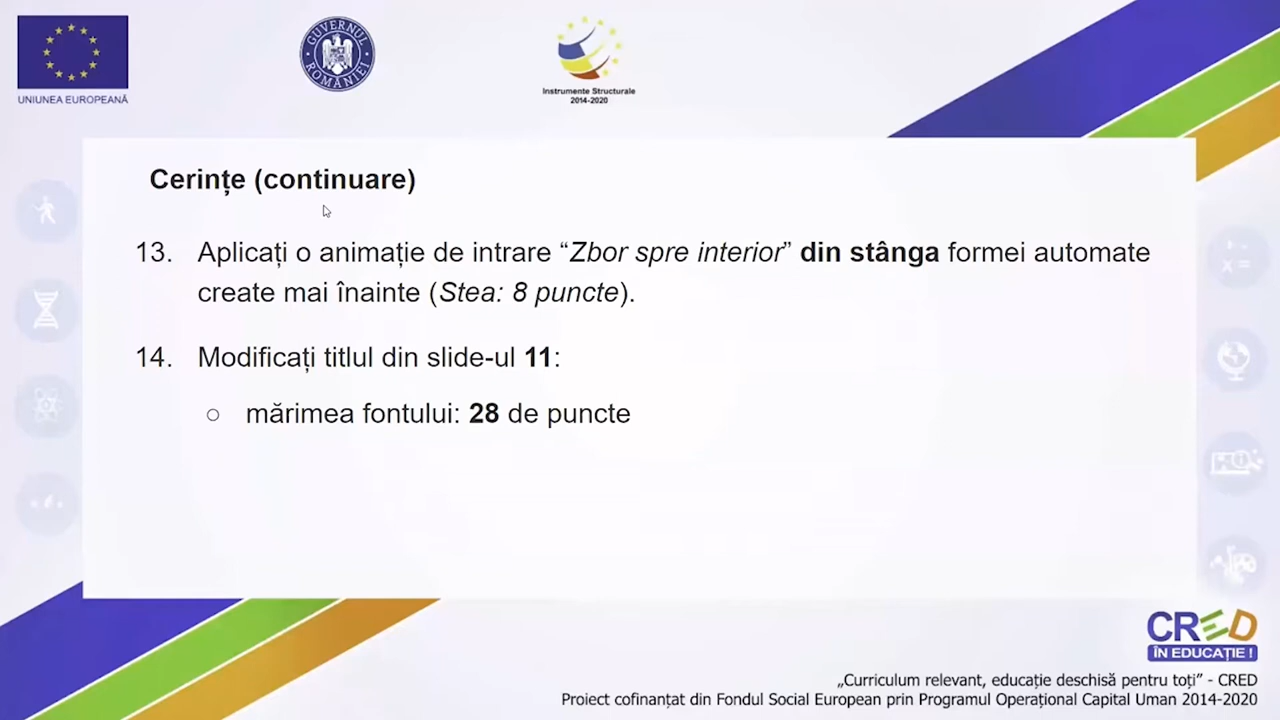 UNIUNEA EUROPEANĂ
GUVERNUL
ROMÂNIEI
Instrumente Structurale
2014-2020
Cerințe (continuare)
13. Aplicați o animație de intrare “Zbor spre interior” din stânga formei automate
create mai înainte (Stea: 8 puncte).
14. Modificați titlul din slide-ul 11:
○ mărimea fontului: 28 de puncte
CRED
ÎN EDUCAȚIE !
„Curriculum relevant, educație deschisă pentru toți” - CRED
Proiect cofinanțat din Fondul Social European prin Programul Operațional Capital Uman 2014-2020